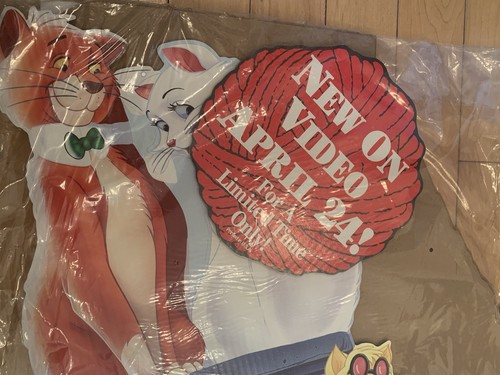 NEW ON
VIDEO
APRIL 24!
For A
Limited Time
Only!